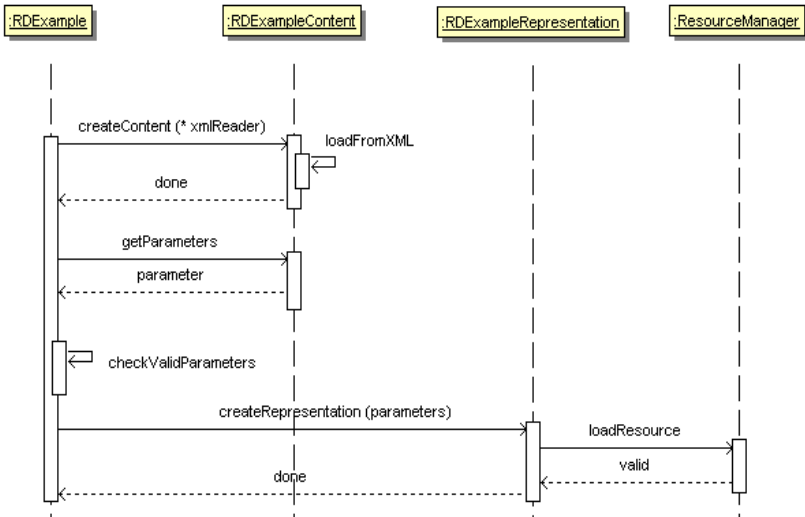 :RDExample
:RDExampleContent
:RDExampleRepresentation
:ResourceManager
createContent (* xmlReader)
loadFromXML
done
getParameters
parameter
checkValidParameters
createRepresentation (parameters)
loadResource
valid
done